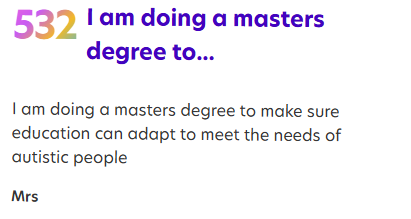 532 I am doing a masters
degree to...
I am doing a masters degree to make sure
education can adapt to meet the needs of
autistic people
Mrs